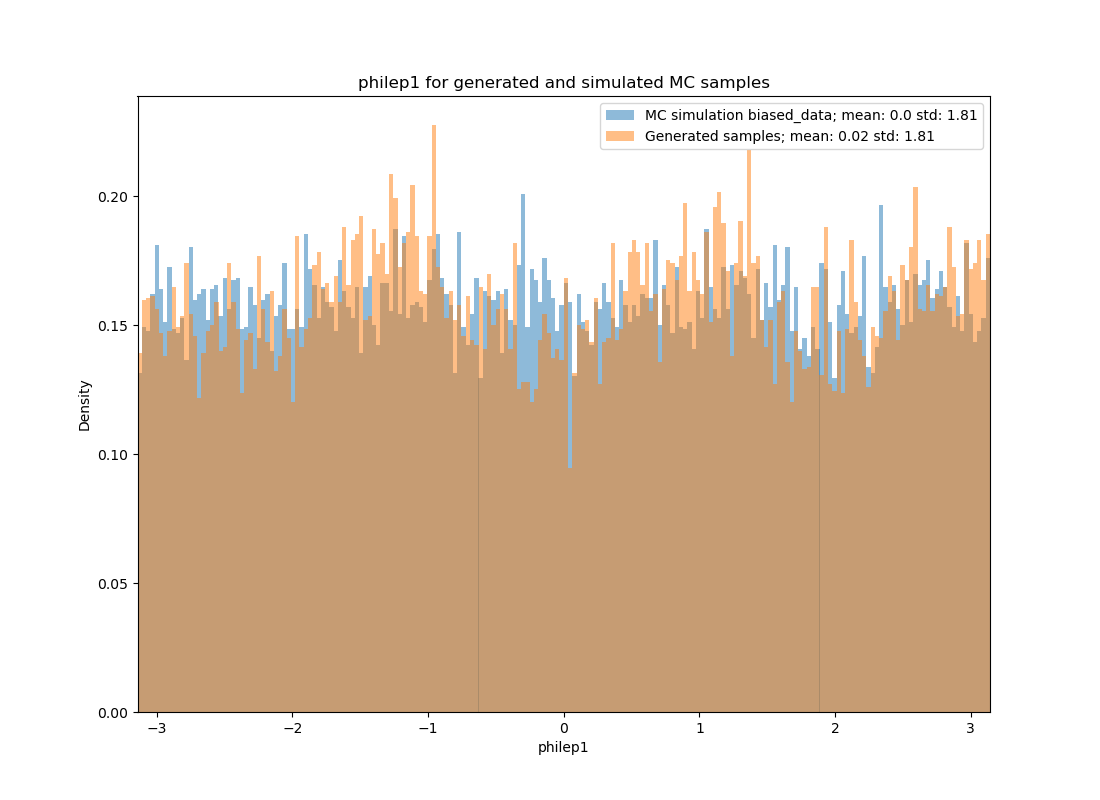 philep1 for generated and simulated MC samples
MC simulation biased_data; mean: 0.0 std: 1.81
Generated samples; mean: 0.02 std: 1.81
0.20
0.15
0.10
0.05
0.00
Density
−3 −2 −1 0 1 2 3
philep1